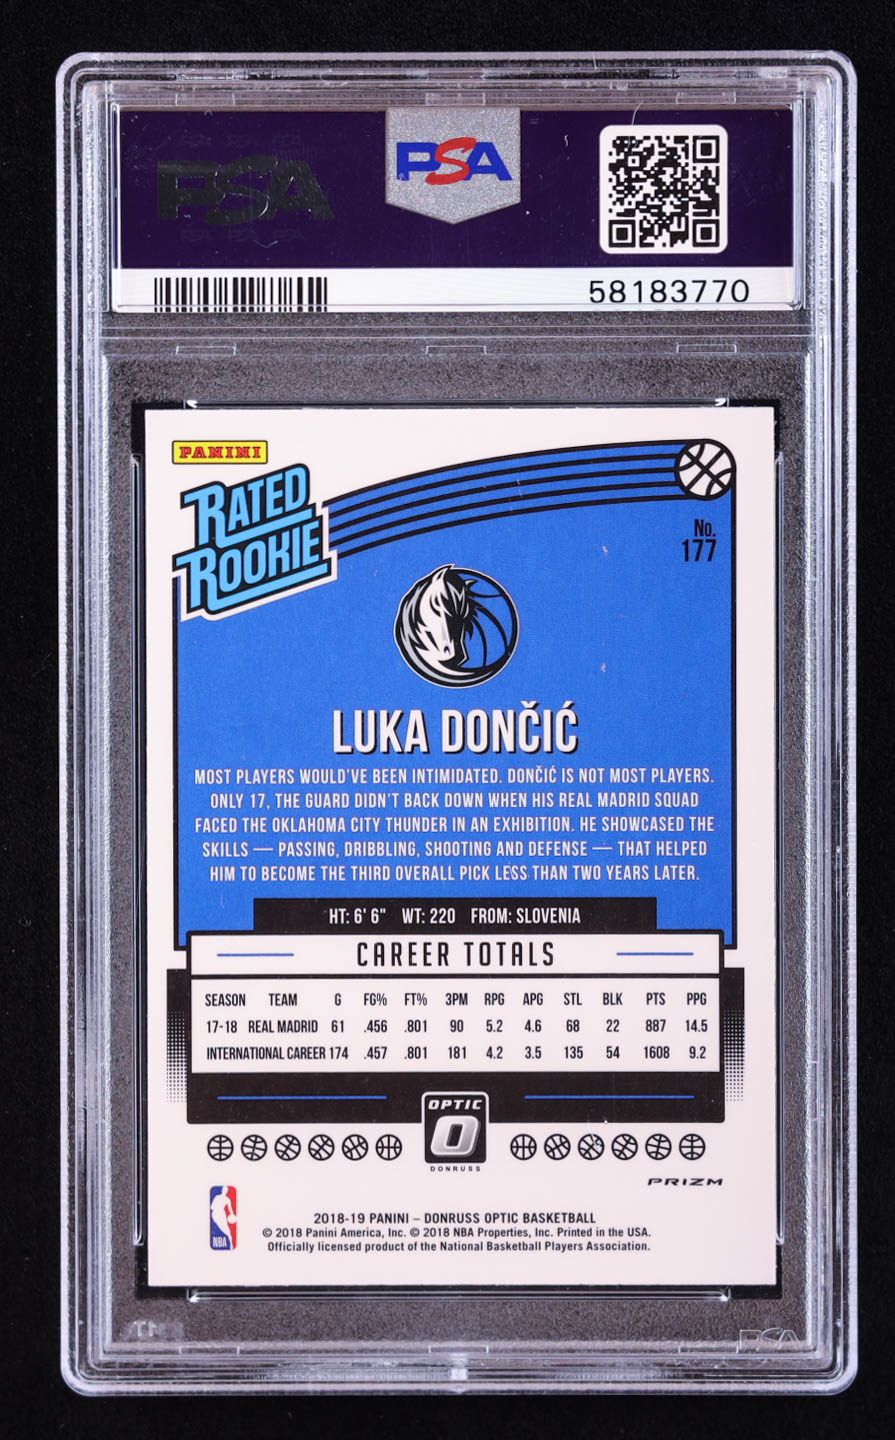 PSA
PSA
58183770
PANINI
RATED
ROOKIE
No.
177
LUKA DONČIĆ
MOST PLAYERS WOULD'VE BEEN INTIMIDATED. DONČIĆ IS NOT MOST PLAYERS.
ONLY 17, THE GUARD DIDN'T BACK DOWN WHEN HIS REAL MADRID SQUAD
FACED THE OKLAHOMA CITY THUNDER IN AN EXHIBITION. HE SHOWCASED THE
SKILLS — PASSING, DRIBBLING, SHOOTING AND DEFENSE — THAT HELPED
HIM TO BECOME THE THIRD OVERALL PICK LESS THAN TWO YEARS LATER.
HT: 6' 6" WT: 220 FROM: SLOVENIA
CAREER TOTALS
SEASON TEAM G FG% FT% 3PM RPG APG STL BLK PTS PPG
17-18 REAL MADRID 61 .456 .801 90 5.2 4.6 68 22 887 14.5
INTERNATIONAL CAREER 174 .457 .801 181 4.2 3.5 135 54 1608 9.2
OPTIC
DONRUSS
PRIZM
NBA
2018-19 PANINI – DONRUSS OPTIC BASKETBALL
© 2018 Panini America, Inc. © 2018 NBA Properties, Inc. Printed in the USA.
Officially licensed product of the National Basketball Players Association.
PSA